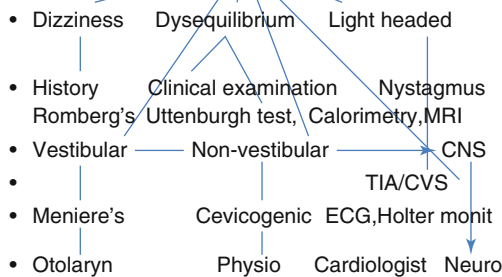 • Dizziness Dysequilibrium Light headed
• History Clinical examination Nystagmus
Romberg's Uttenburgh test, Calorimetry,MRI
• Vestibular Non-vestibular CNS
• TIA/CVS
• Meniere's Cevicogenic ECG,Holter monit
• Otolaryn Physio Cardiologist Neuro